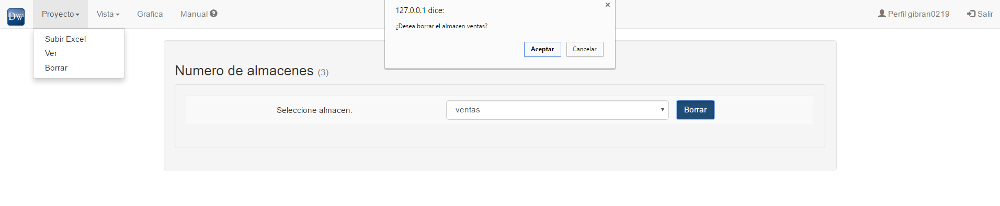 Dw Proyecto Vista Grafica Manual ? Perfil gibran0219 Salir
Subir Excel
Ver
Borrar
127.0.0.1 dice:
¿Desea borrar el almacen ventas?
Aceptar Cancelar
Numero de almacenes (3)
Seleccione almacen: ventas Borrar